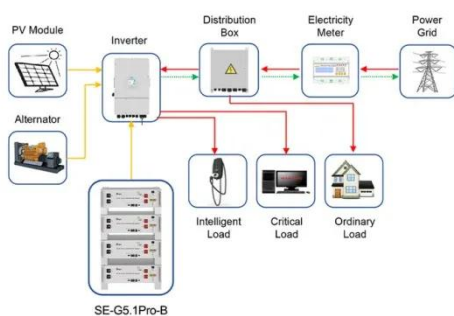 PV Module
Inverter
Distribution
Box
Electricity
Meter
Power
Grid
Alternator
Intelligent
Load
Critical
Load
Ordinary
Load
SE-G5.1Pro-B